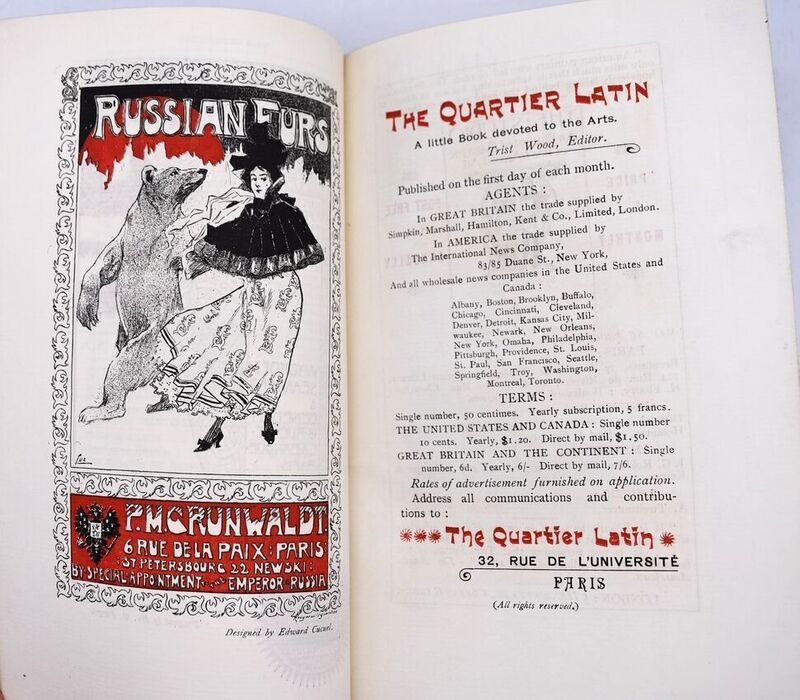 RUSSIAN FURS
P.M.GRUNWALDT.
6 RUE DE LA PAIX: PARIS
ST PETERSBOURG 22 NEWSKI:
BY SPECIAL APPOINTMENT EMPEROR RUSSIA
Designed by Edward Cucuel.
THE QUARTIER LATIN
A little Book devoted to the Arts.
Trist Wood, Editor.
Published on the first day of each month.
AGENTS :
In GREAT BRITAIN the trade supplied by
Simpkin, Marshall, Hamilton, Kent & Co., Limited, London.
In AMERICA the trade supplied by
The International News Company,
83/85 Duane St., New York,
And all wholesale news companies in the United States and
Canada :
Albany, Boston, Brooklyn, Buffalo,
Chicago, Cincinnati, Cleveland,
Denver, Detroit, Kansas City, Mil-
waukee, Newark, New Orleans,
New York, Omaha, Philadelphia,
Pittsburgh, Providence, St. Louis,
St. Paul, San Francisco, Seattle,
Springfield, Troy, Washington,
Montreal, Toronto.
TERMS :
Single number, 50 centimes. Yearly subscription, 5 francs.
THE UNITED STATES AND CANADA : Single number
10 cents. Yearly, $1.20. Direct by mail, $1.50.
GREAT BRITAIN AND THE CONTINENT : Single
number, 6d. Yearly, 6/- Direct by mail, 7/6.
Rates of advertisement furnished on application.
Address all communications and contribu-
tions to :
The Quartier Latin
32, RUE DE L'UNIVERSITÉ
PARIS
(All rights reserved.)